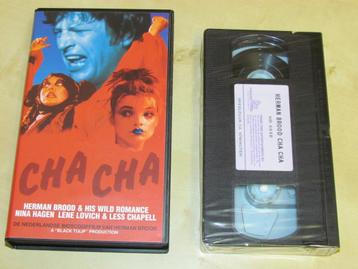 CHA CHA
HERMAN BROOD & HIS WILD ROMANCE
NINA HAGEN LENE LOVICH & LESS CHAPELL
DE NEDERLANDSE BIOSCOOPFILM VAN HERMAN BROOD
A "BLACK TULIP" PRODUCTION
HERMAN BROOD CHA CHA